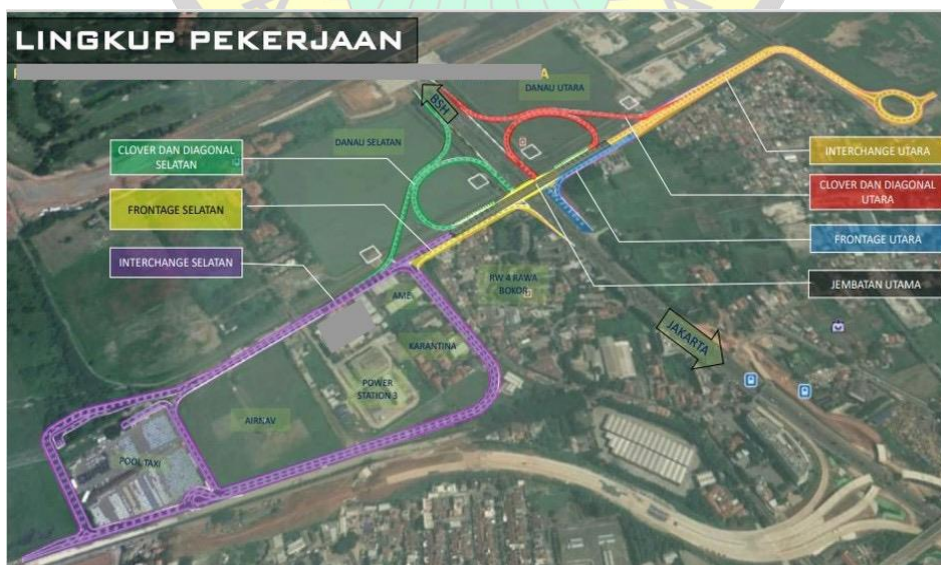 LINGKUP PEKERJAAN
A
BSH
DANAU UTARA
DANAU SELATAN
CLOVER DAN DIAGONAL
SELATAN
FRONTAGE SELATAN
INTERCHANGE SELATAN
INTERCHANGE UTARA
CLOVER DAN DIAGONAL
UTARA
FRONTAGE UTARA
JEMBATAN UTAMA
RW 4 RAWA
BOKOR
AME
KARANTINA
JAKARTA
POWER
STATION 3
AIRNAV
POOL TAXI